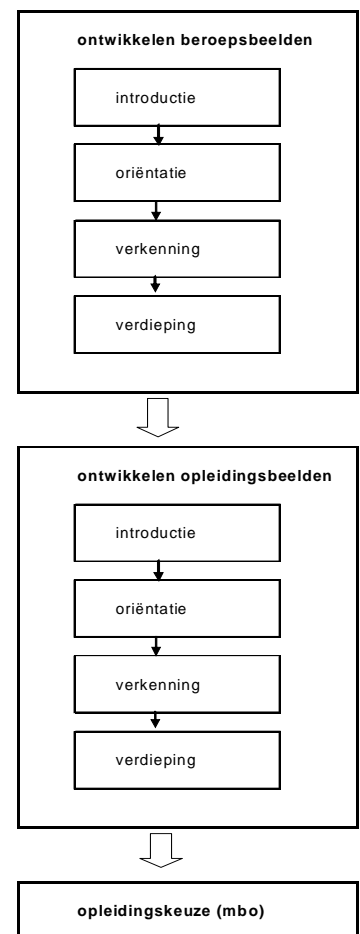 ontwikkelen beroepsbeelden
introductie
oriëntatie
verkenning
verdieping
ontwikkelen opleidingsbeelden
introductie
oriëntatie
verkenning
verdieping
opleidingskeuze (mbo)